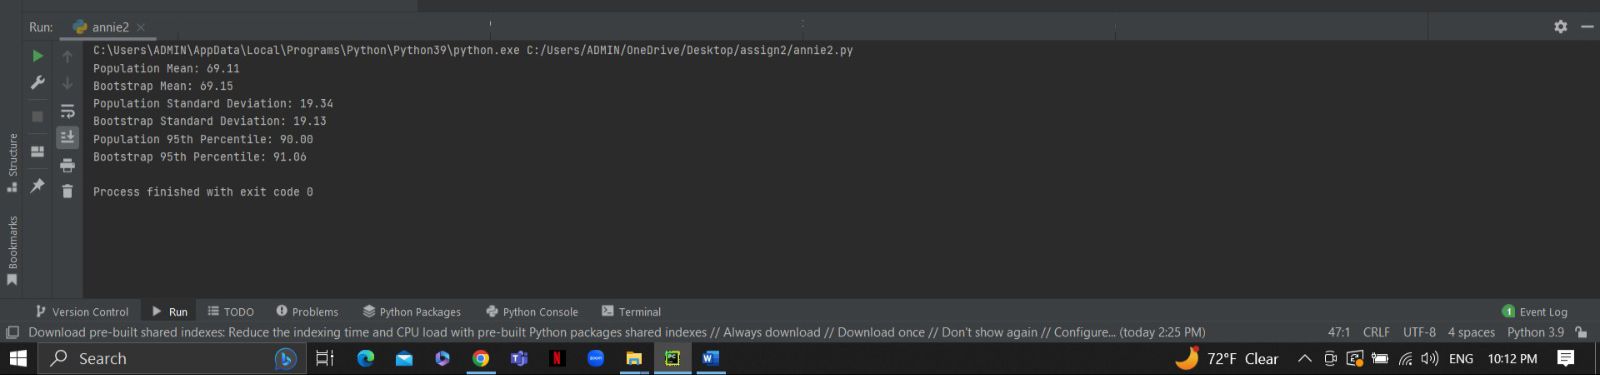 Run: annie2
C:\Users\ADMIN\AppData\Local\Programs\Python\Python39\python.exe C:/Users/ADMIN/OneDrive/Desktop/assign2/annie2.py
Population Mean: 69.11
Bootstrap Mean: 69.15
Population Standard Deviation: 19.34
Bootstrap Standard Deviation: 19.13
Population 95th Percentile: 90.00
Bootstrap 95th Percentile: 91.06
Process finished with exit code 0
Structure
Bookmarks
Version Control Run TODO Problems Python Packages Python Console Terminal 1 Event Log
Download pre-built shared indexes: Reduce the indexing time and CPU load with pre-built Python packages shared indexes // Always download // Download once // Don't show again // Configure... (today 2:25 PM) 47:1 CRLF UTF-8 4 spaces Python 3.9
Search N zoom PC W 72°F Clear ENG 10:12 PM